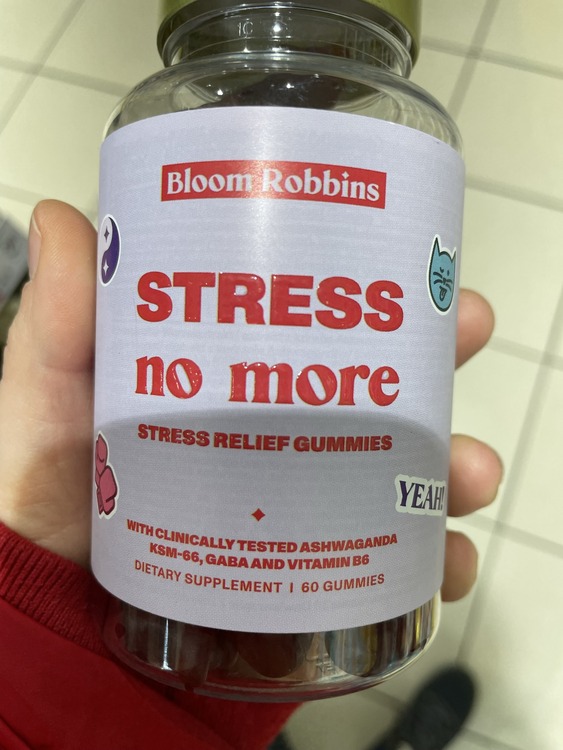 Bloom Robbins
STRESS
no more
STRESS RELIEF GUMMIES
YEAH!
WITH CLINICALLY TESTED ASHWAGANDA
KSM-66, GABA AND VITAMIN B6
DIETARY SUPPLEMENT | 60 GUMMIES